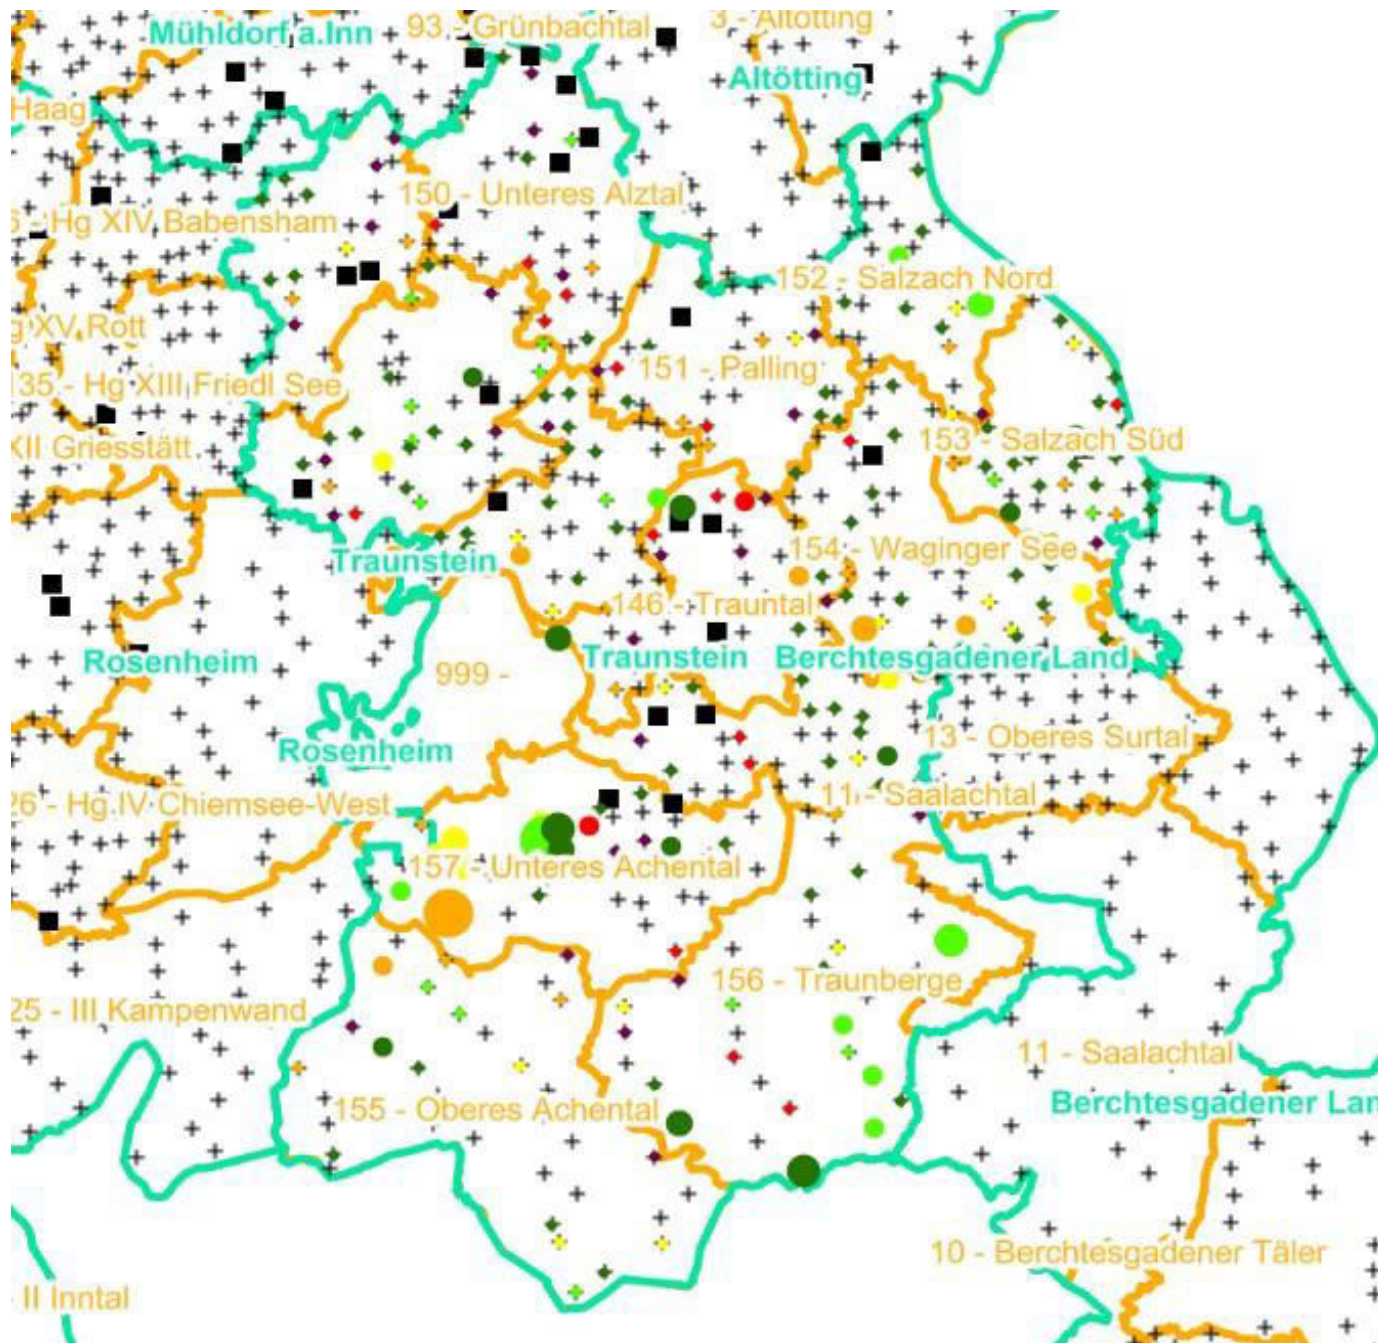 93 - Grünbachtal
3 - Altötting
Mühldorf a.Inn
Altötting
Haag
150 - Unteres Alztal
6 - Hg XIV Babensham
152 - Salzach Nord
g XV Rott
151 - Palling
135 - Hg XIII Friedl See
XII Griesstätt
153 - Salzach Süd
Traunstein
154 - Waginger See
146 - Trauntal
Rosenheim
Traunstein
Berchtesgadener Land
999 -
Rosenheim
13 - Oberes Surtal
26 - Hg IV Chiemsee-West
11 - Saalachtal
157 - Unteres Achental
156 - Traunberge
25 - III Kampenwand
11 - Saalachtal
155 - Oberes Achental
Berchtesgadener Lan
10 - Berchtesgadener Täler
II Inntal